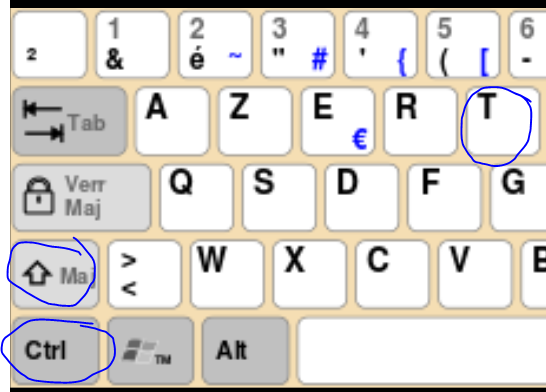 1 2 3 4 5 6
² & é ~ " # ' { ( [ -
Tab A Z E € R T
Verr Maj Q S D F G
Maj > < W X C V B
Ctrl TM Alt